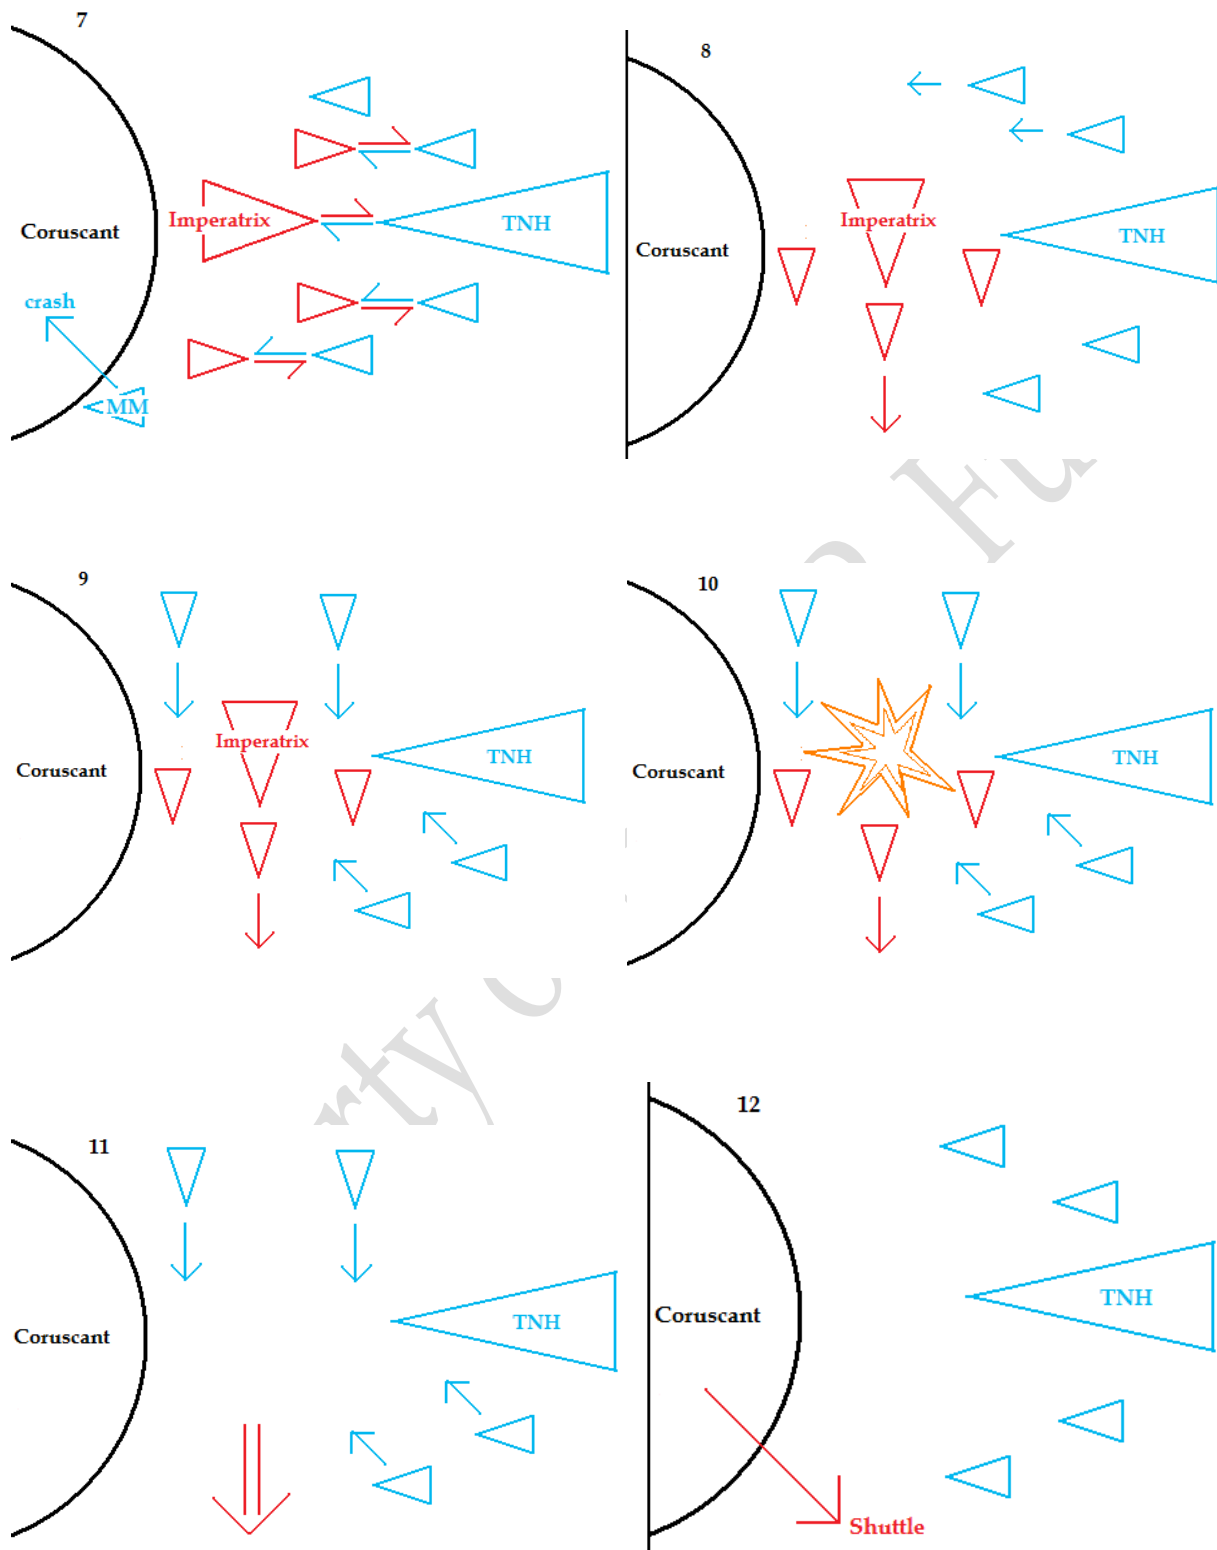 7
Coruscant
Imperatrix
TNH
crash
MM
8
Coruscant
Imperatrix
TNH
9
Coruscant
Imperatrix
TNH
10
Coruscant
TNH
11
Coruscant
TNH
12
Coruscant
TNH
Shuttle